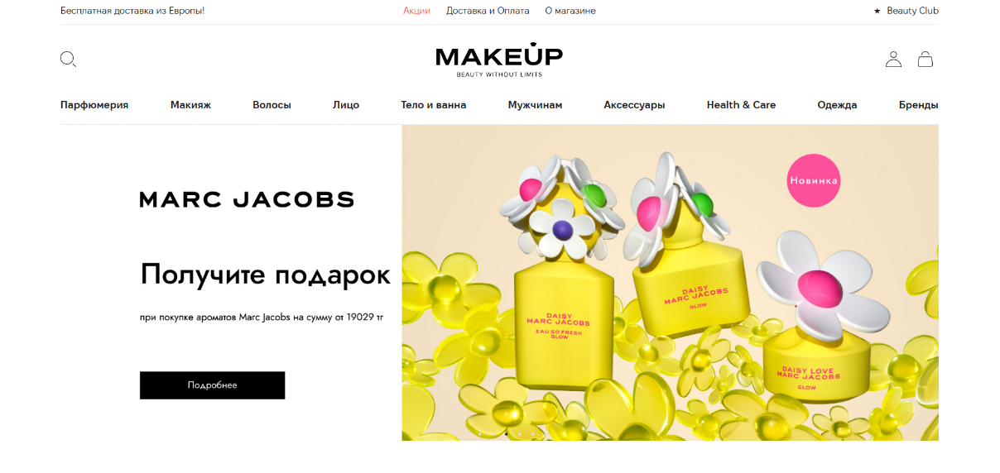 Бесплатная доставка из Европы!
Акции Доставка и Оплата О магазине
★ Beauty Club
MAKEUP
BEAUTY WITHOUT LIMITS
Парфюмерия Макияж Волосы Лицо Тело и ванна Мужчинам Аксессуары Health & Care Одежда Бренды
MARC JACOBS
Получите подарок
при покупке ароматов Marc Jacobs на сумму от 19029 тг
Подробнее
Новинка
DAISY
MARC JACOBS
EAU SO FRESH
GLOW
DAISY
MARC JACOBS
GLOW
DAISY LOVE
MARC JACOBS
GLOW